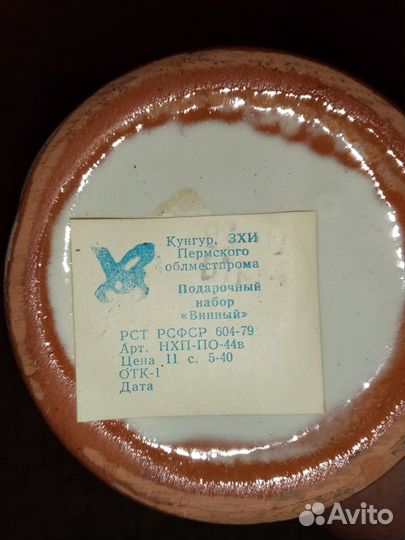 Кунгур, ЗХИ
Пермского
облместпрома
Подарочный
набор
«Винный»
РСТ РСФСР 604-79
Арт. НХП-ПО-44в
Цена II с. 5-40
ОТК-1
Дата
Avito